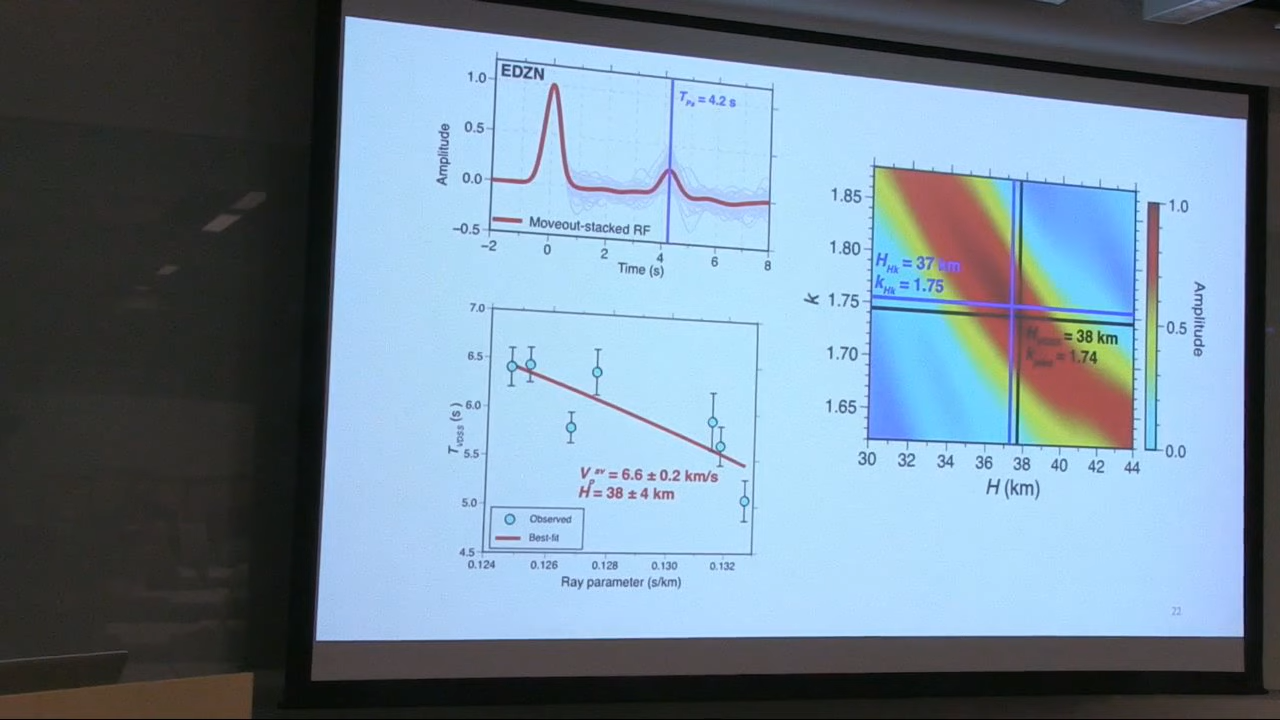 EDZN
T_Ps = 4.2 s
1.0
0.5
0.0
−0.5
Amplitude
Moveout-stacked RF
−2 0 2 4 6 8
Time (s)
7.0
6.5
6.0
5.5
5.0
4.5
T_VDSS (s)
V_P^av = 6.6 ± 0.2 km/s
H = 38 ± 4 km
Observed
Best-fit
0.124 0.126 0.128 0.130 0.132
Ray parameter (s/km)
1.85
1.80
1.75
1.70
1.65
k
H_Hk = 37 km
k_Hk = 1.75
= 38 km
= 1.74
30 32 34 36 38 40 42 44
H (km)
1.0
0.5
0.0
Amplitude
22